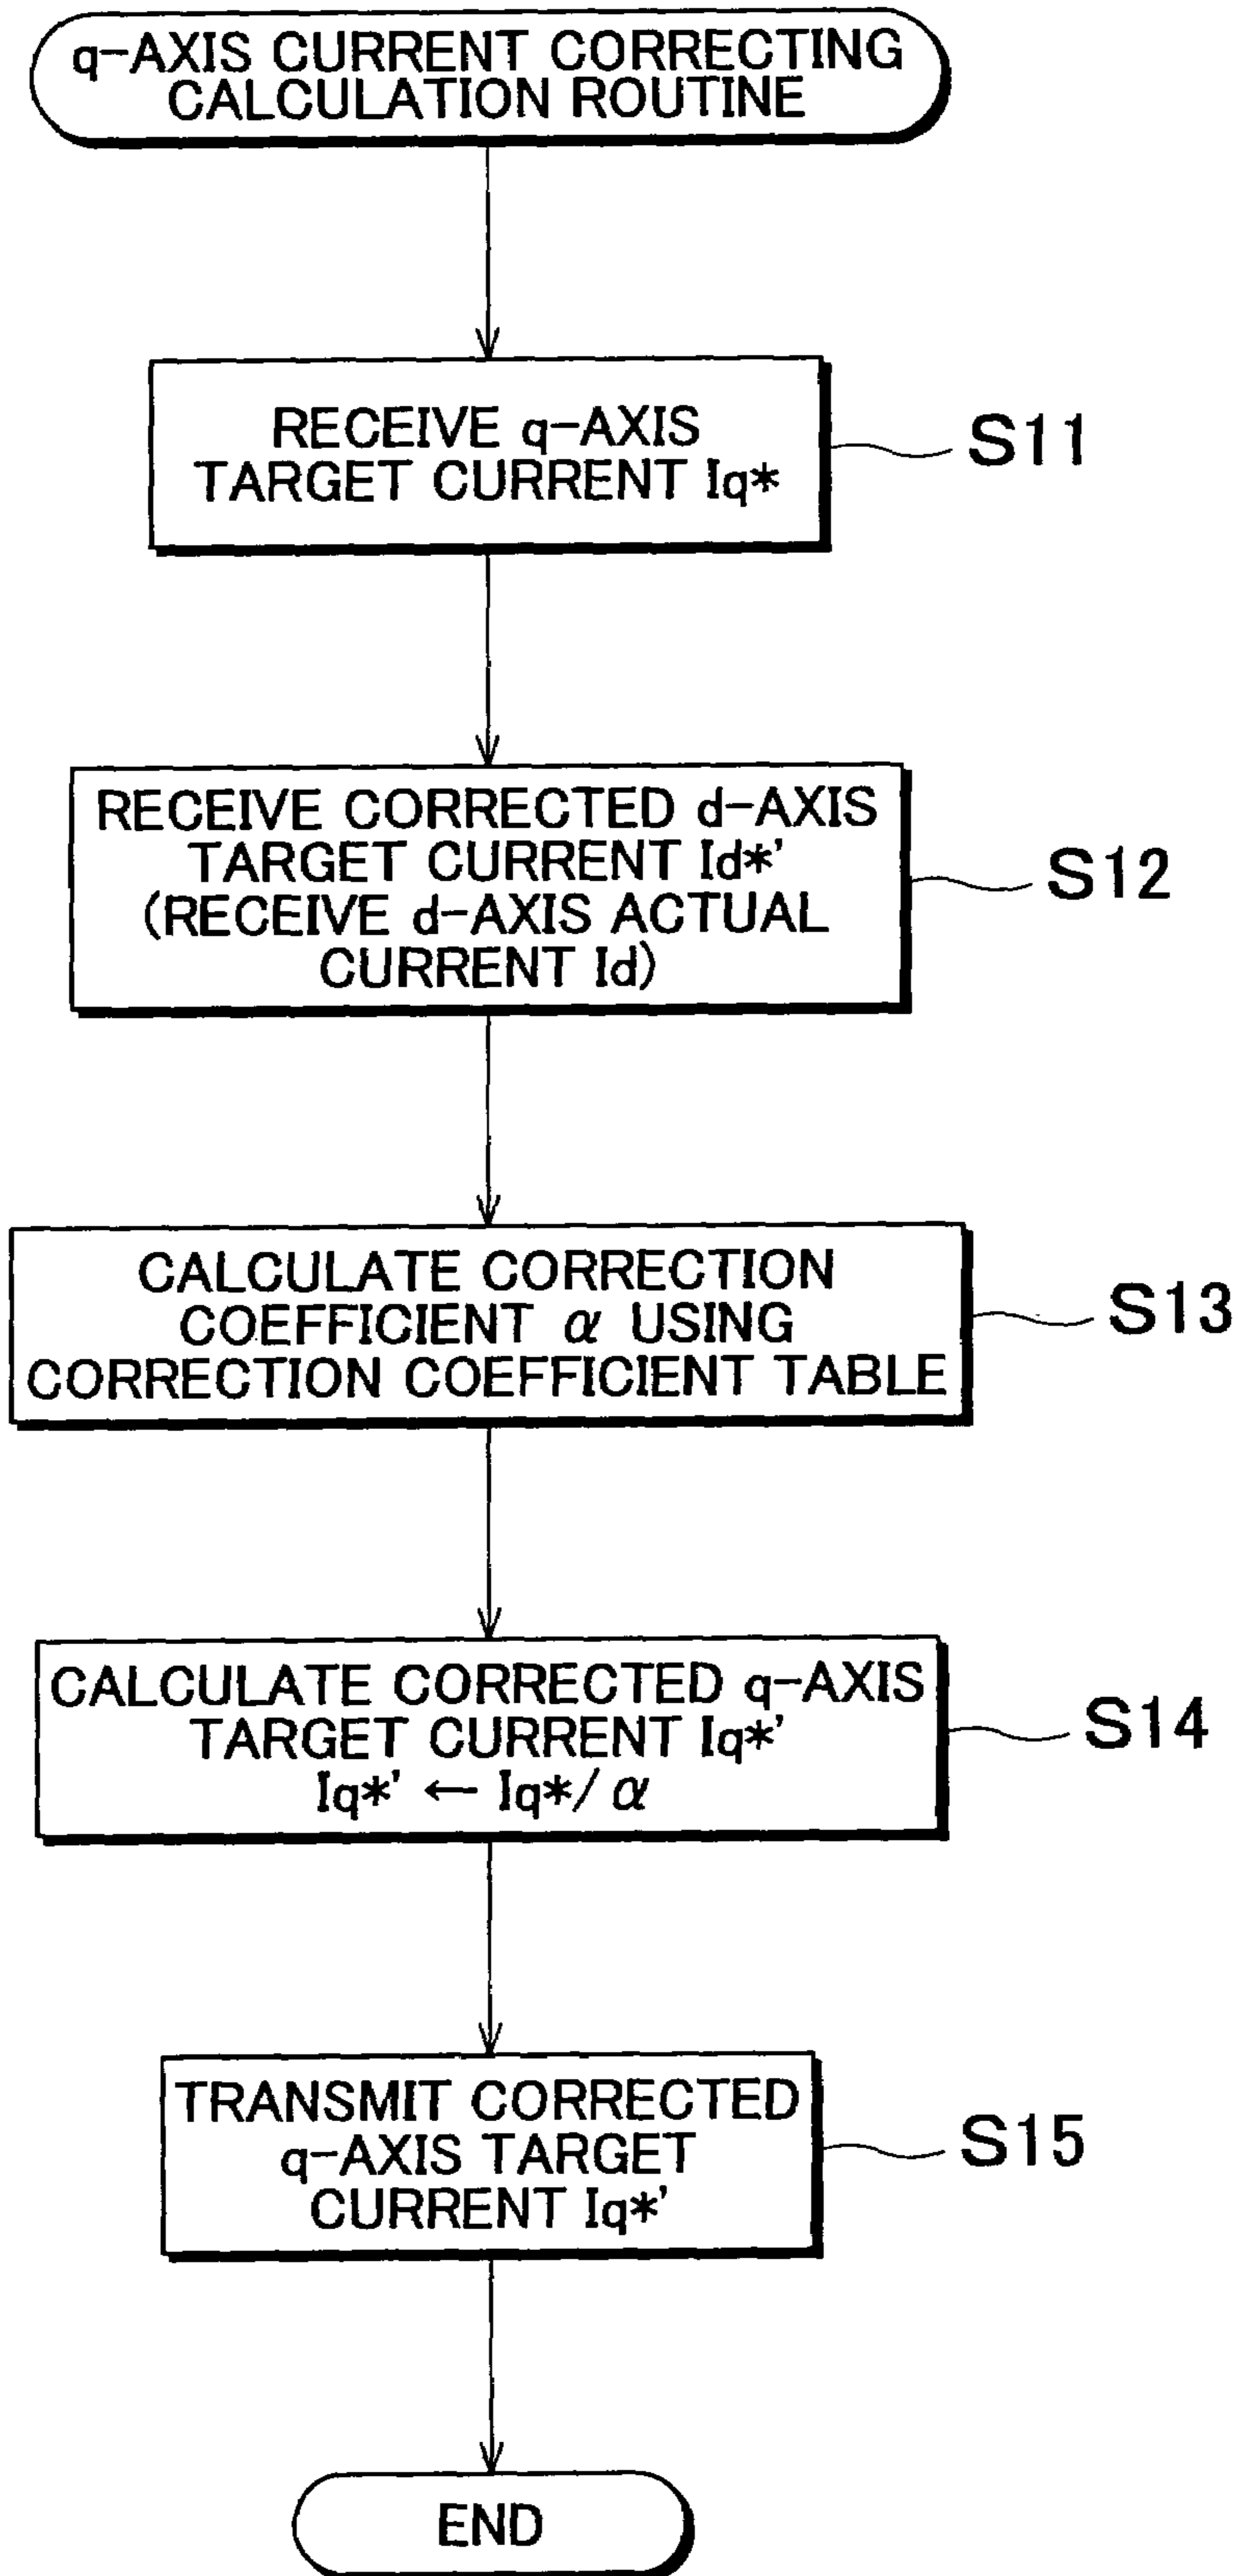 q-AXIS CURRENT CORRECTING
CALCULATION ROUTINE
RECEIVE q-AXIS
TARGET CURRENT Iq*
S11
RECEIVE CORRECTED d-AXIS
TARGET CURRENT Id*'
(RECEIVE d-AXIS ACTUAL
CURRENT Id)
S12
CALCULATE CORRECTION
COEFFICIENT α USING
CORRECTION COEFFICIENT TABLE
S13
CALCULATE CORRECTED q-AXIS
TARGET CURRENT Iq*'
Iq*' ← Iq*/α
S14
TRANSMIT CORRECTED
q-AXIS TARGET
CURRENT Iq*'
S15
END